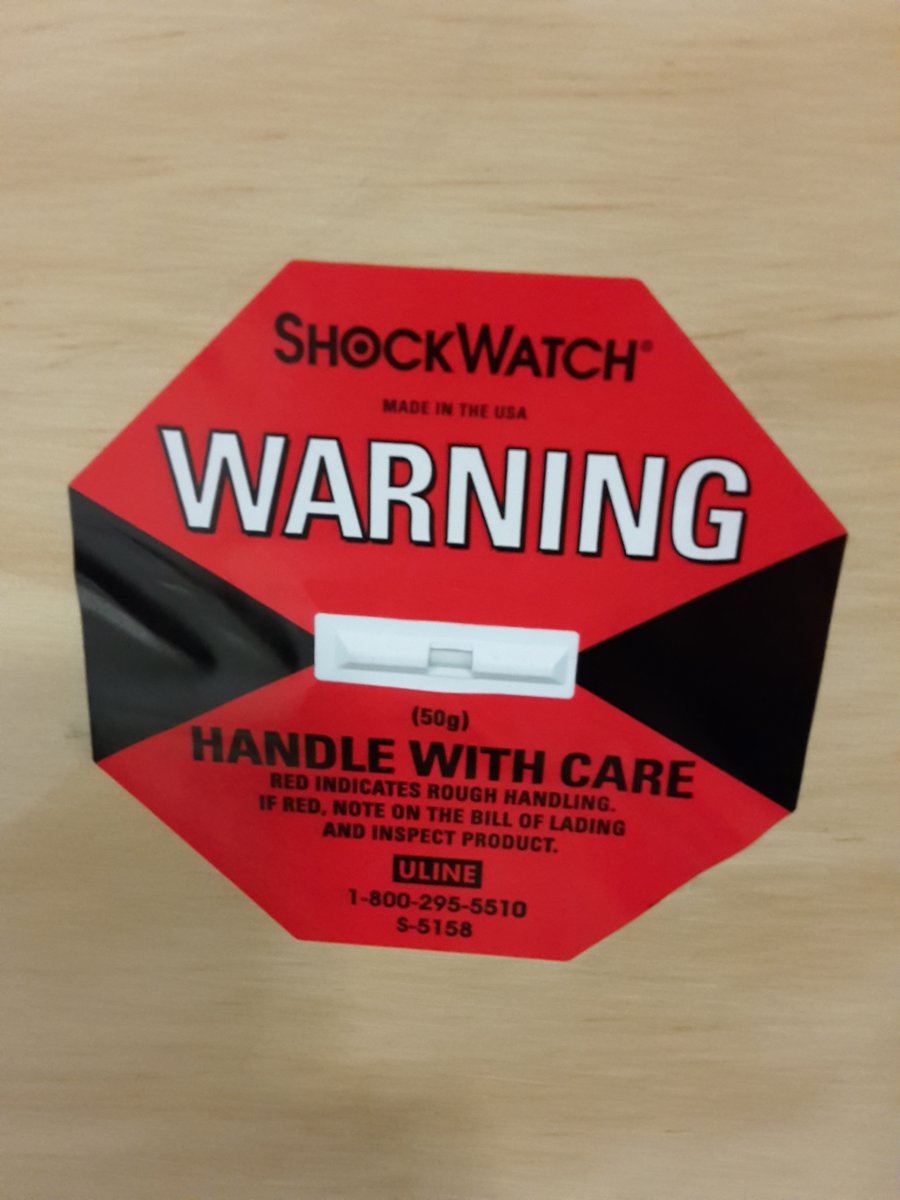 SHOCKWATCH®
MADE IN THE USA
WARNING
(50g)
HANDLE WITH CARE
RED INDICATES ROUGH HANDLING.
IF RED, NOTE ON THE BILL OF LADING
AND INSPECT PRODUCT.
ULINE
1-800-295-5510
S-5158